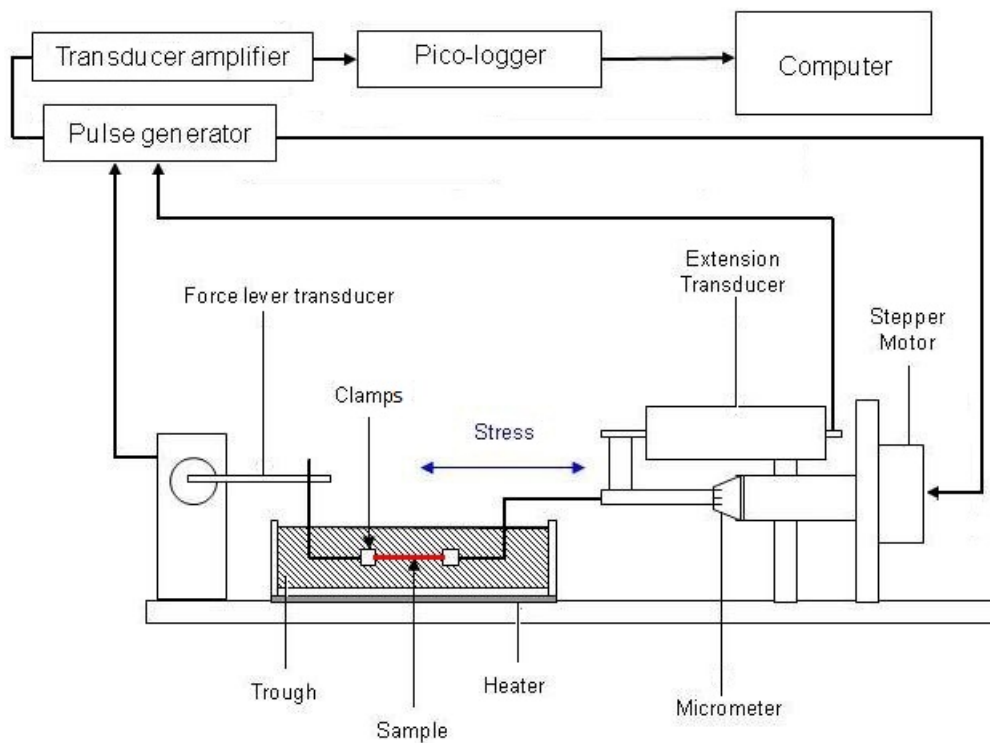 Transducer amplifier
Pico-logger
Computer
Pulse generator
Extension
Transducer
Force lever transducer
Stepper
Motor
Clamps
Stress
Trough
Heater
Micrometer
Sample